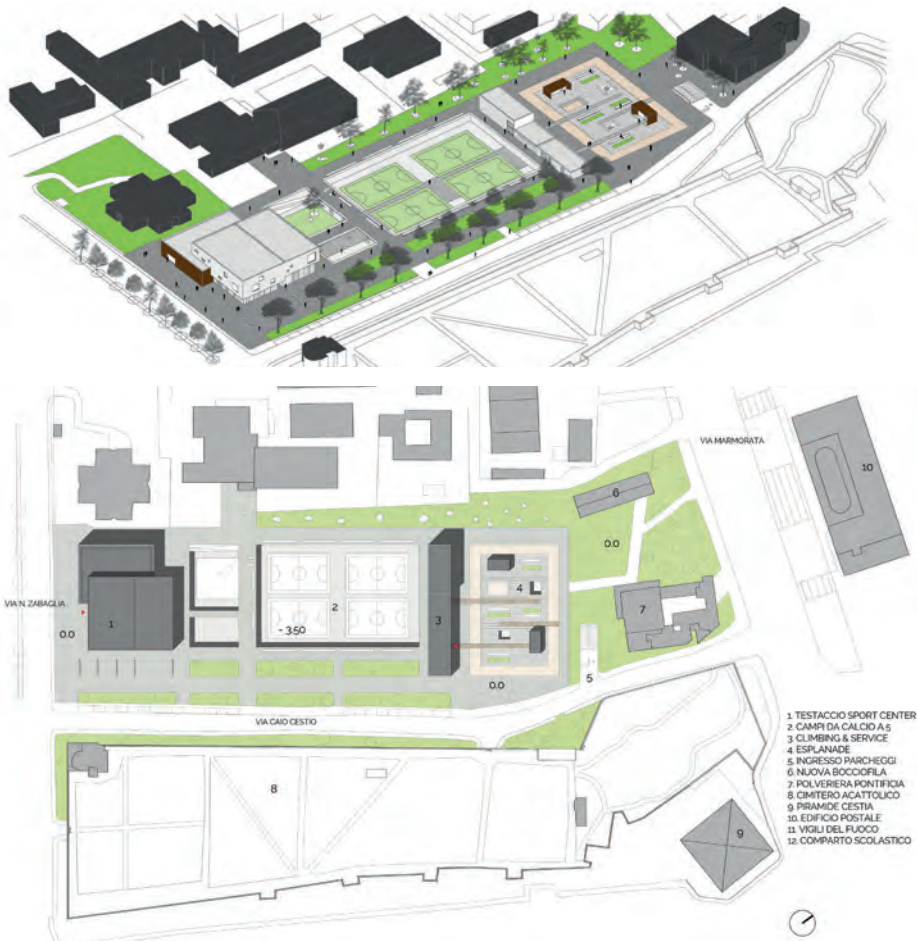 VIA MARMORATA
10
6
0.0
4
7
VIA N. ZABAGLIA
1
2
3
- 3.50
0.0
0.0
5
VIA CAIO CESTIO
8
9
1. TESTACCIO SPORT CENTER
2. CAMPI DA CALCIO A 5
3. CLIMBING & SERVICE
4. ESPLANADE
5. INGRESSO PARCHEGGI
6. NUOVA BOCCIOFILA
7. POLVERIERA PONTIFICIA
8. CIMITERO ACATTOLICO
9. PIRAMIDE CESTIA
10. EDIFICIO POSTALE
11. VIGILI DEL FUOCO
12. COMPARTO SCOLASTICO